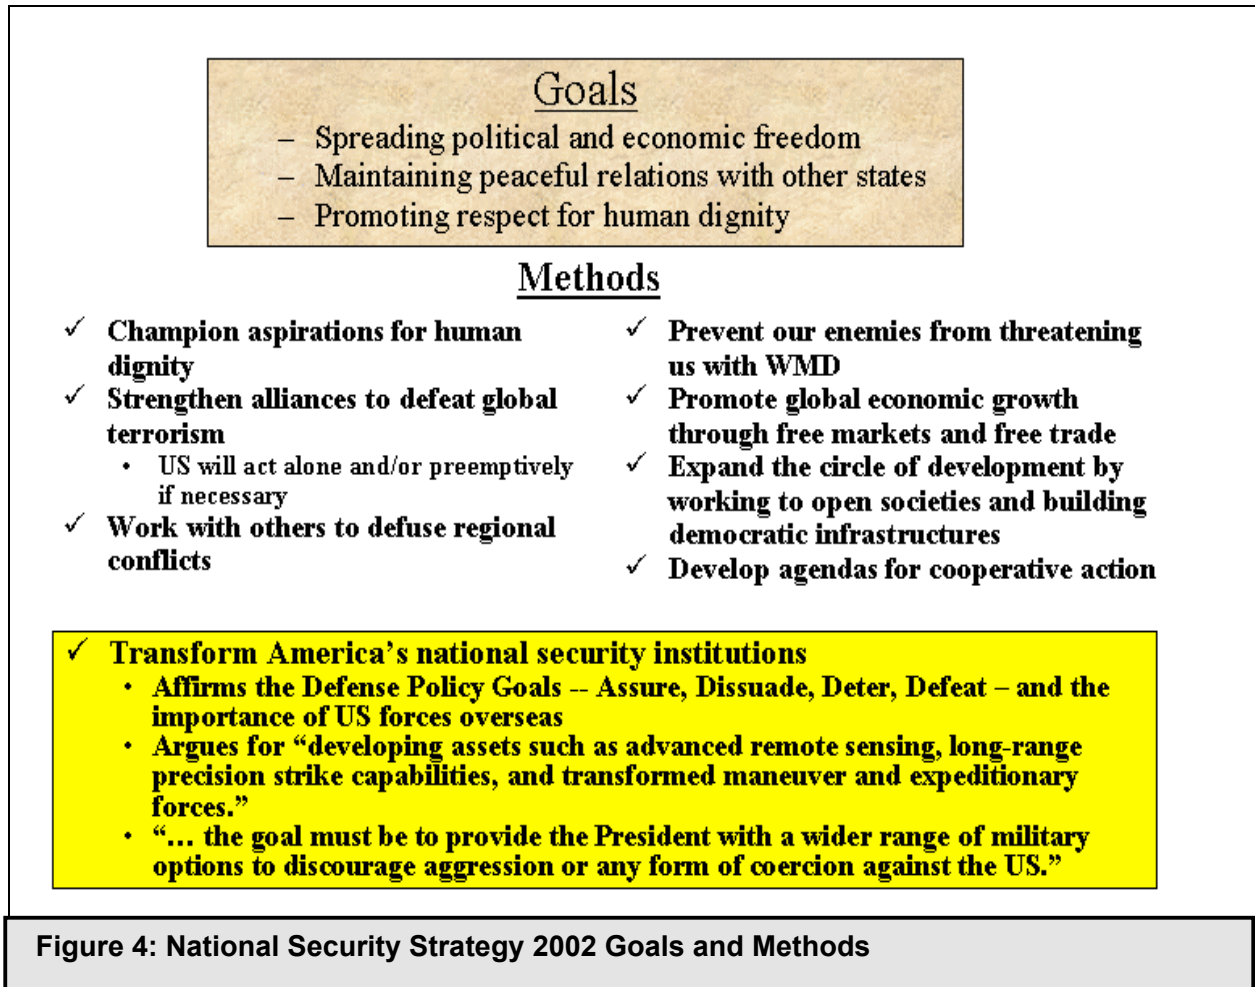 Goals
– Spreading political and economic freedom
– Maintaining peaceful relations with other states
– Promoting respect for human dignity
Methods
✓ Champion aspirations for human
dignity
✓ Strengthen alliances to defeat global
terrorism
• US will act alone and/or preemptively
if necessary
✓ Work with others to defuse regional
conflicts
✓ Prevent our enemies from threatening
us with WMD
✓ Promote global economic growth
through free markets and free trade
✓ Expand the circle of development by
working to open societies and building
democratic infrastructures
✓ Develop agendas for cooperative action
✓ Transform America’s national security institutions
• Affirms the Defense Policy Goals -- Assure, Dissuade, Deter, Defeat – and the
importance of US forces overseas
• Argues for “developing assets such as advanced remote sensing, long-range
precision strike capabilities, and transformed maneuver and expeditionary
forces.”
• “… the goal must be to provide the President with a wider range of military
options to discourage aggression or any form of coercion against the US.”
Figure 4: National Security Strategy 2002 Goals and Methods